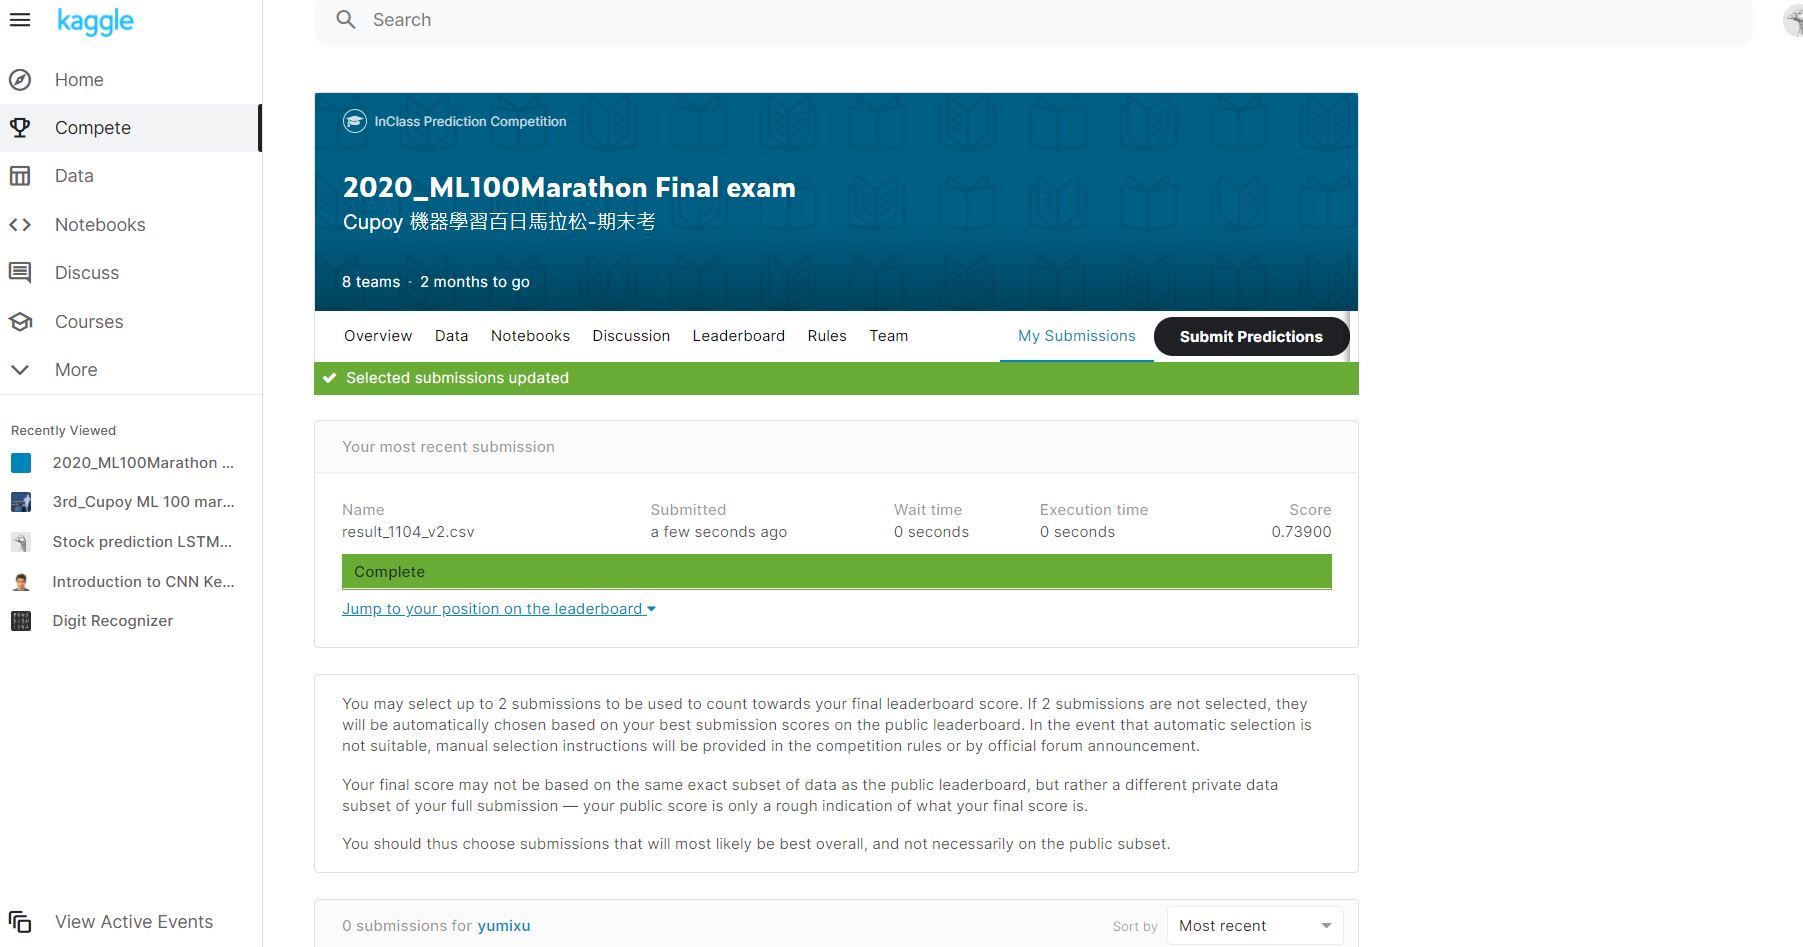 kaggle
Search
Home
Compete
Data
Notebooks
Discuss
Courses
More
Recently Viewed
2020_ML100Marathon ...
3rd_Cupoy ML 100 mar...
Stock prediction LSTM...
Introduction to CNN Ke...
Digit Recognizer
View Active Events
InClass Prediction Competition
2020_ML100Marathon Final exam
Cupoy 機器學習百日馬拉松-期末考
8 teams · 2 months to go
Overview Data Notebooks Discussion Leaderboard Rules Team My Submissions Submit Predictions
Selected submissions updated
Your most recent submission
Name Submitted Wait time Execution time Score
result_1104_v2.csv a few seconds ago 0 seconds 0 seconds 0.73900
Complete
Jump to your position on the leaderboard
You may select up to 2 submissions to be used to count towards your final leaderboard score. If 2 submissions are not selected, they
will be automatically chosen based on your best submission scores on the public leaderboard. In the event that automatic selection is
not suitable, manual selection instructions will be provided in the competition rules or by official forum announcement.
Your final score may not be based on the same exact subset of data as the public leaderboard, but rather a different private data
subset of your full submission — your public score is only a rough indication of what your final score is.
You should thus choose submissions that will most likely be best overall, and not necessarily on the public subset.
0 submissions for yumixu Sort by Most recent